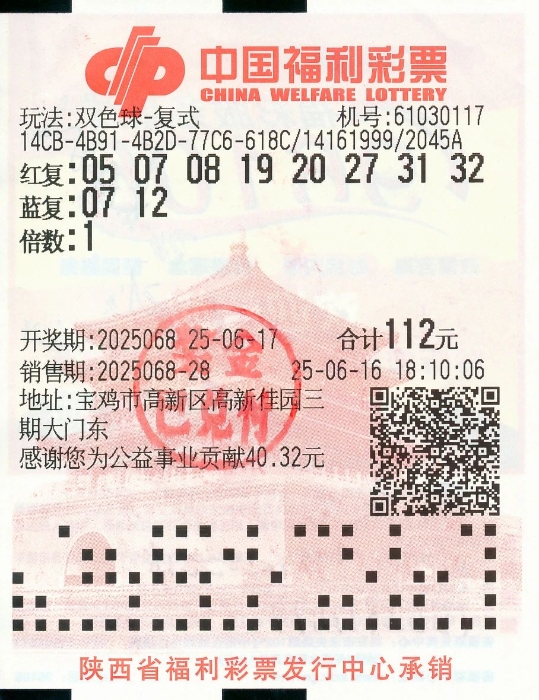 中国福利彩票
CHINA WELFARE LOTTERY
玩法:双色球-复式 机号:61030117
14CB-4B91-4B2D-77C6-618C/14161999/2045A
红复:05 07 08 19 20 27 31 32
蓝复:07 12
倍数:1
开奖期:2025068 25-06-17 合计112元
销售期:2025068-28 25-06-16 18:10:06
地址:宝鸡市高新区高新佳园三
期大门东
感谢您为公益事业贡献40.32元
奖金
已兑付
陕西省福利彩票发行中心承销